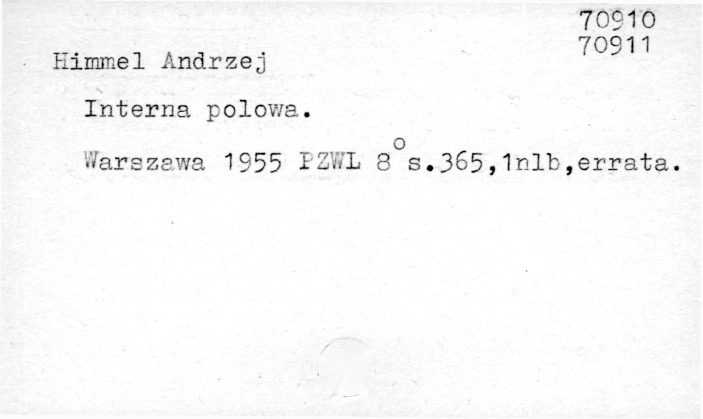 70910
70911
Himmel Andrzej
Interna polowa.
Warszawa 1955 PZWL 8° s.365,1nlb,errata.